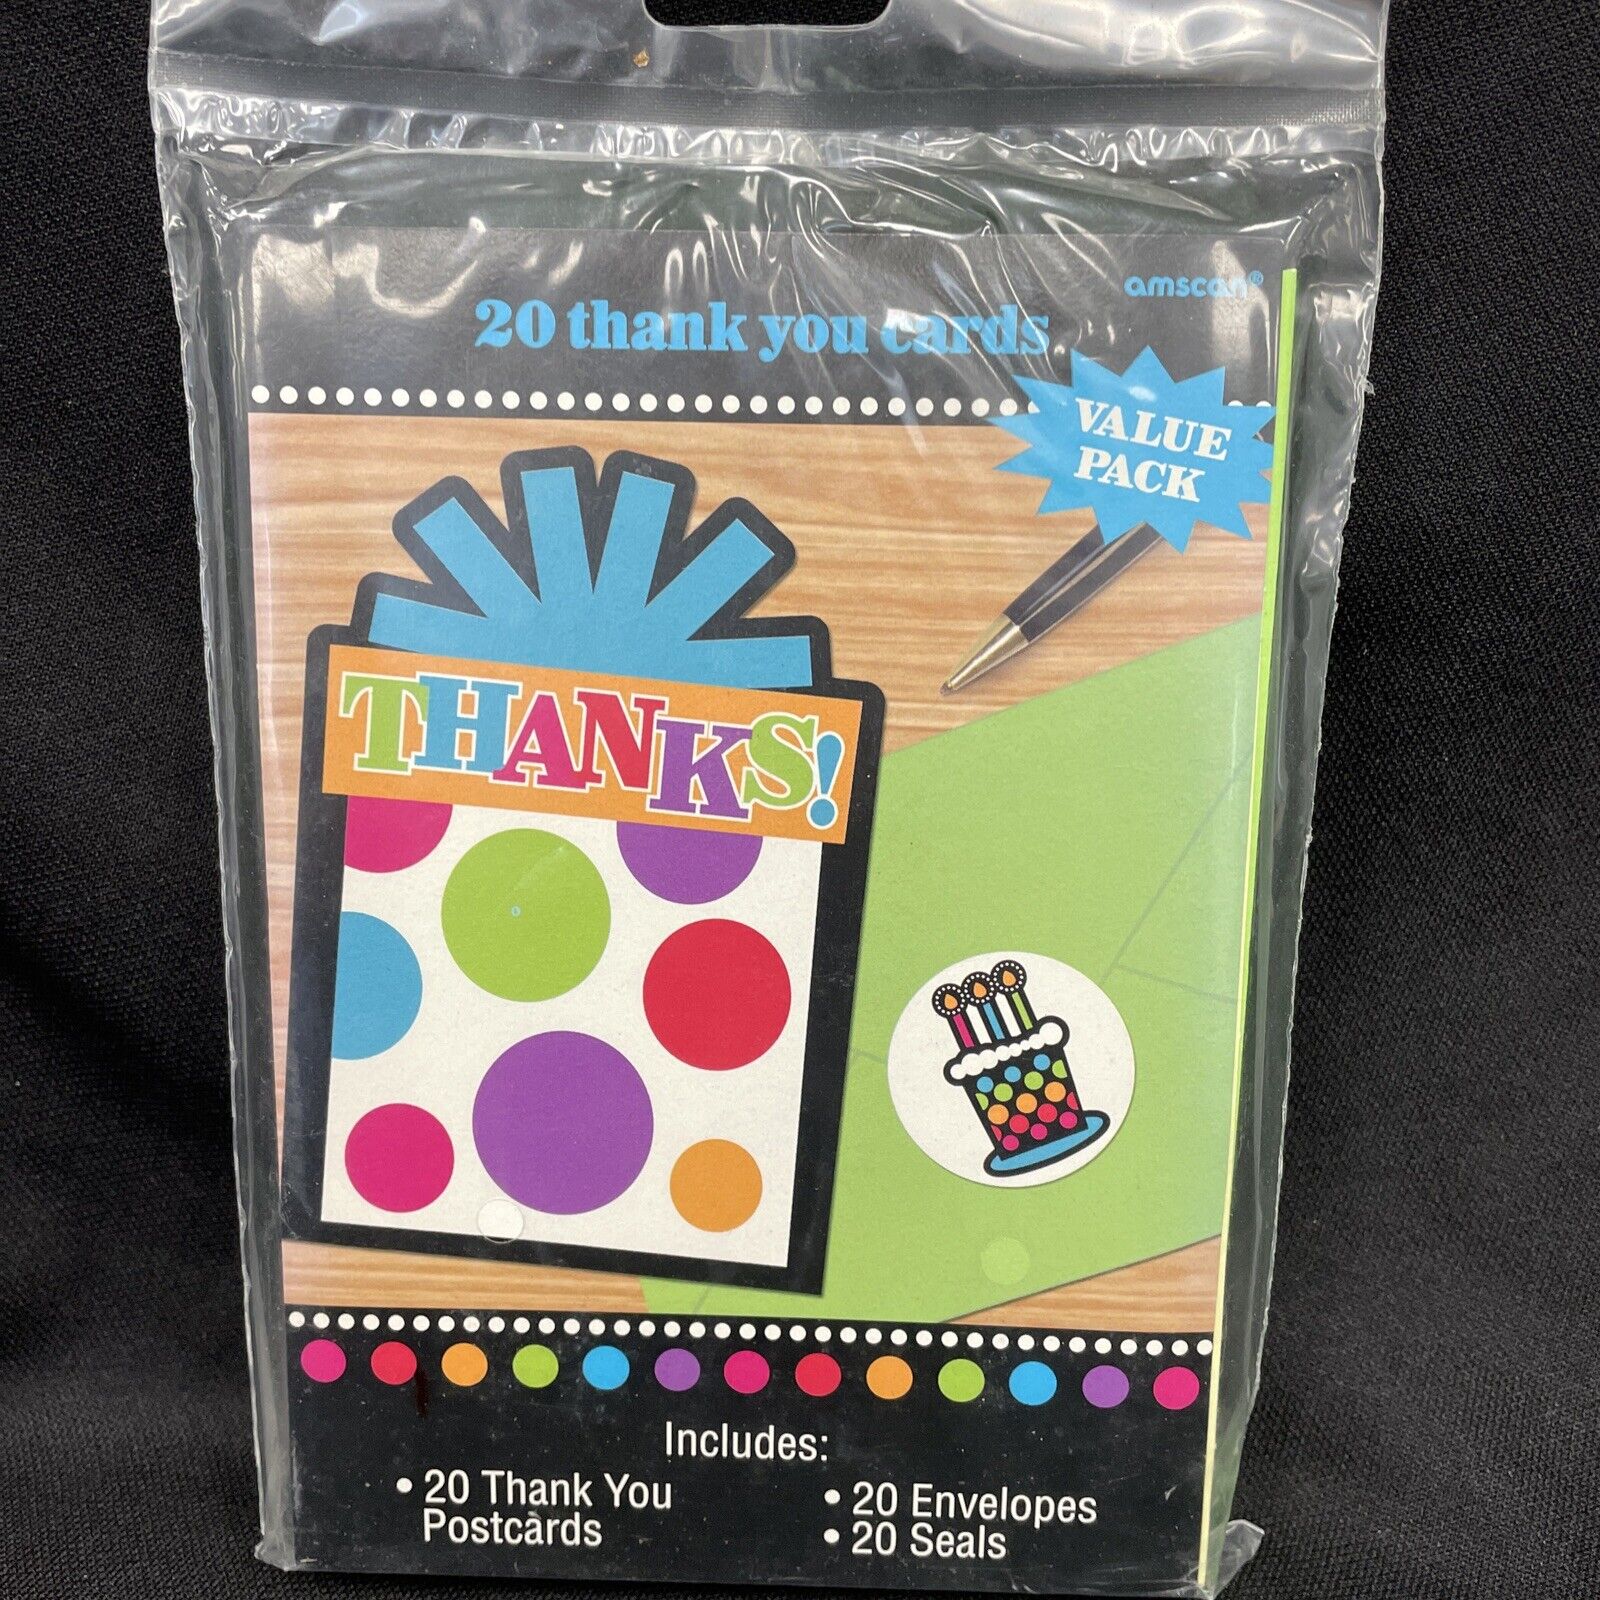 amscan®
20 thank you cards
VALUE
PACK
THANKS!
Includes:
• 20 Thank You
Postcards
• 20 Envelopes
• 20 Seals